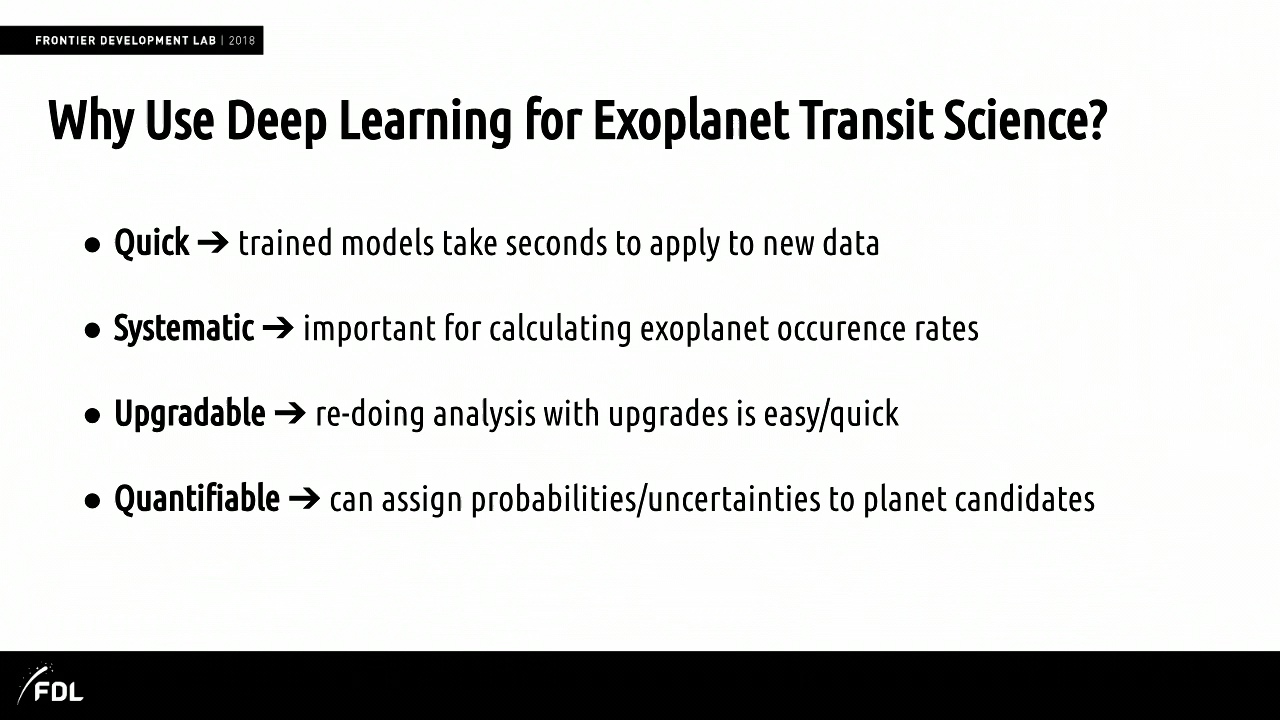 FRONTIER DEVELOPMENT LAB | 2018
Why Use Deep Learning for Exoplanet Transit Science?
● Quick ➔ trained models take seconds to apply to new data
● Systematic ➔ important for calculating exoplanet occurence rates
● Upgradable ➔ re-doing analysis with upgrades is easy/quick
● Quantifiable ➔ can assign probabilities/uncertainties to planet candidates
FDL